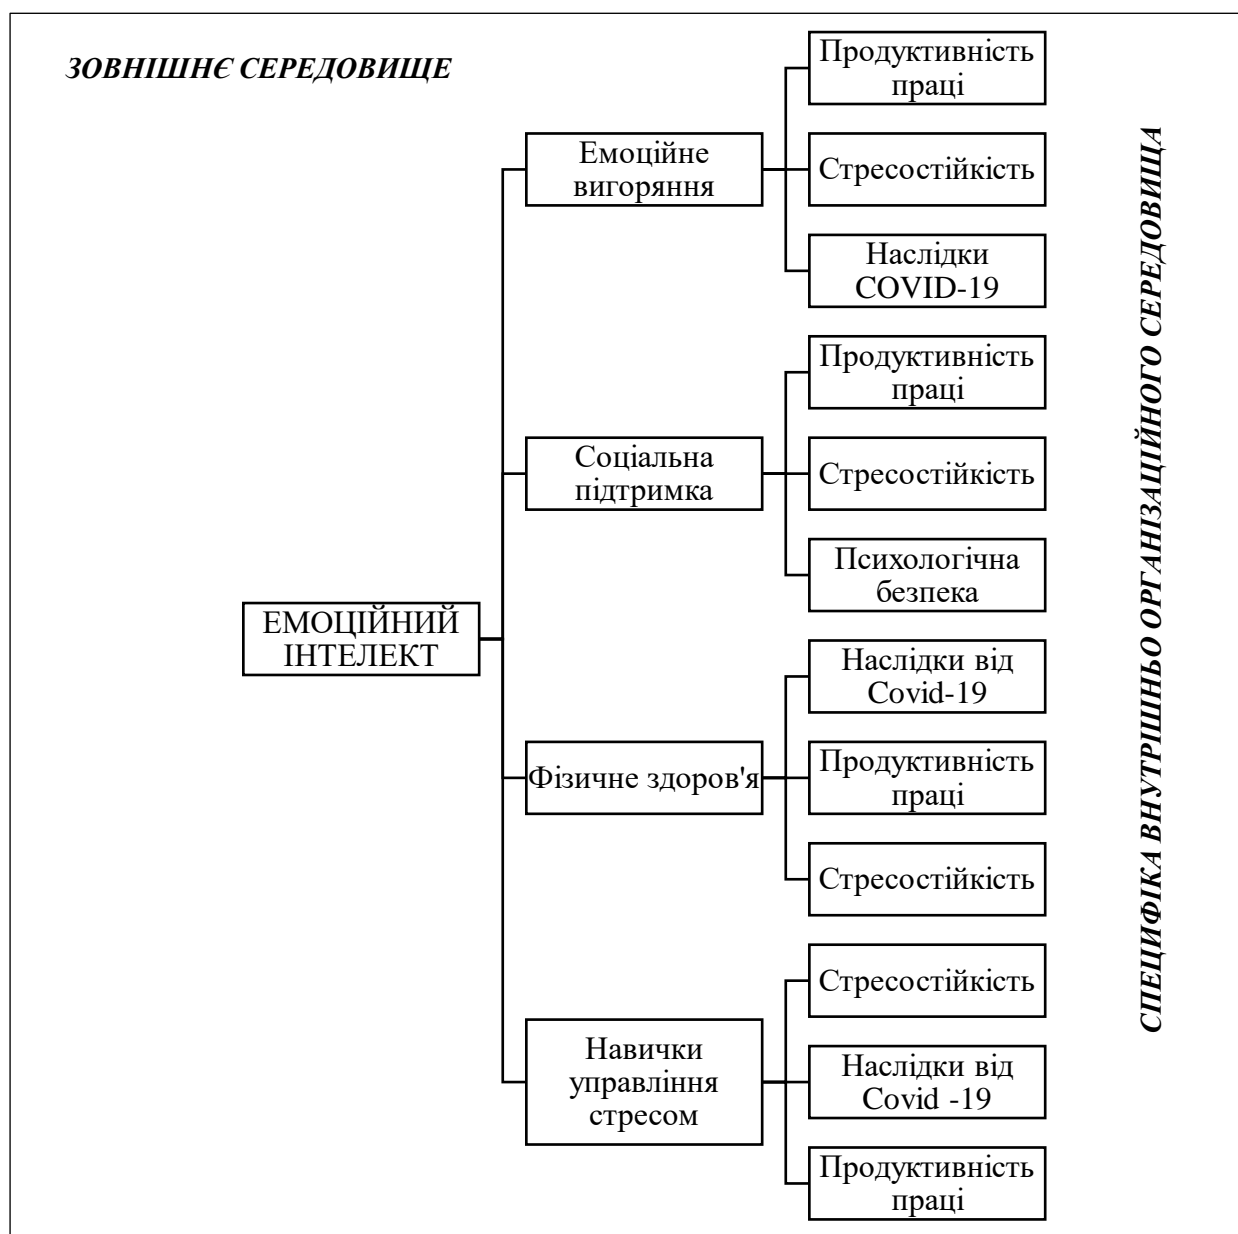 ЗОВНІШНЄ СЕРЕДОВИЩЕ
ЕМОЦІЙНИЙ
ІНТЕЛЕКТ
Емоційне
вигоряння
Продуктивність
праці
Стресостійкість
Наслідки
COVID-19
Соціальна
підтримка
Продуктивність
праці
Стресостійкість
Психологічна
безпека
Фізичне здоров'я
Наслідки від
Covid-19
Продуктивність
праці
Стресостійкість
Навички
управління
стресом
Стресостійкість
Наслідки від
Covid -19
Продуктивність
праці
СПЕЦИФІКА ВНУТРІШНЬО ОРГАНІЗАЦІЙНОГО СЕРЕДОВИЩА